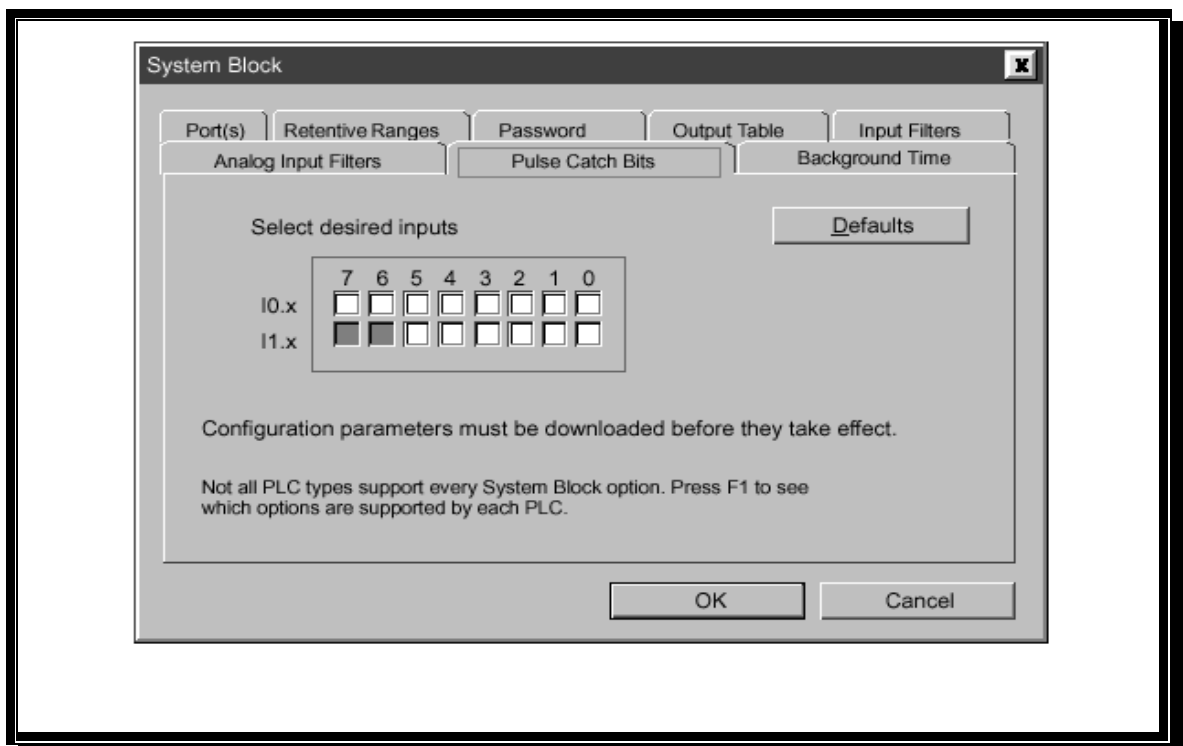 System Block
Port(s) Retentive Ranges Password Output Table Input Filters
Analog Input Filters Pulse Catch Bits Background Time
Select desired inputs Defaults
7 6 5 4 3 2 1 0
I0.x
I1.x
Configuration parameters must be downloaded before they take effect.
Not all PLC types support every System Block option. Press F1 to see
which options are supported by each PLC.
OK Cancel